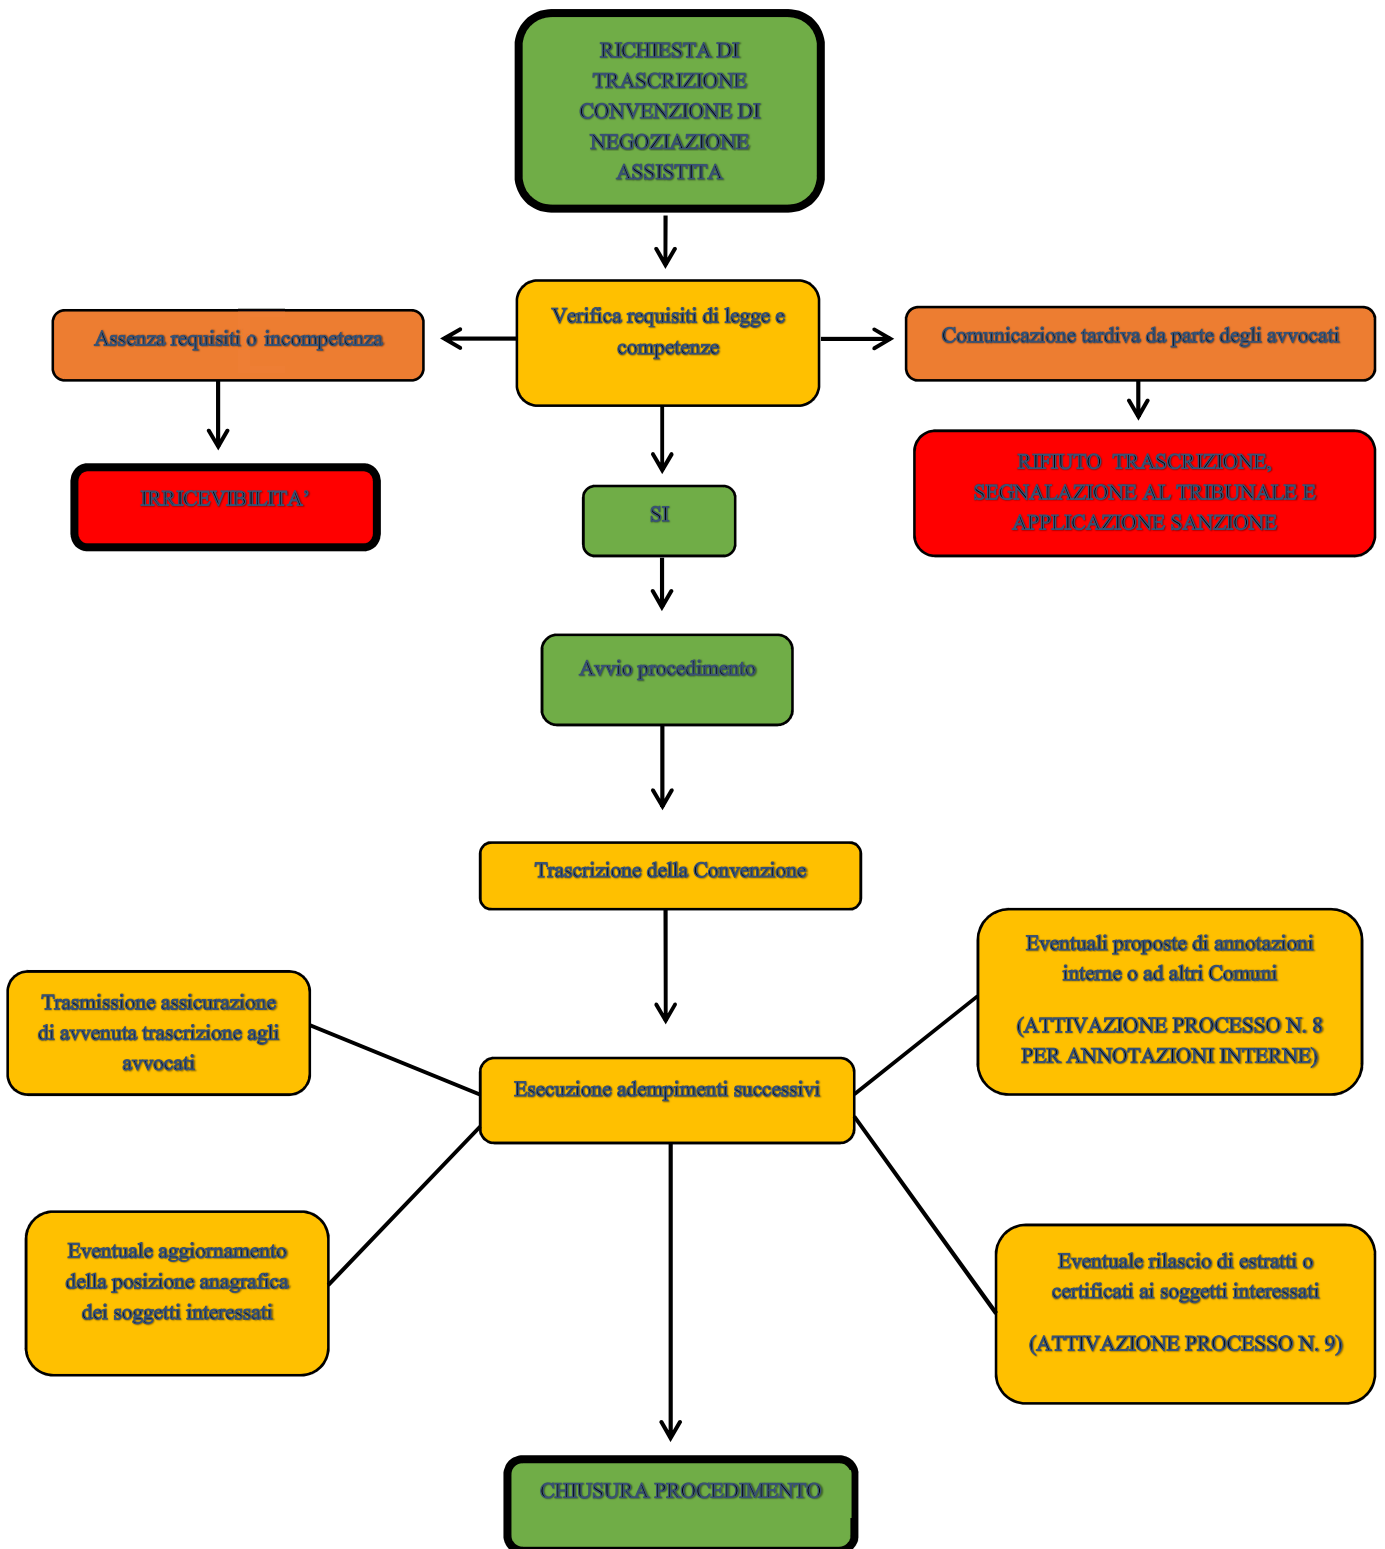 RICHIESTA DI
TRASCRIZIONE
CONVENZIONE DI
NEGOZIAZIONE
ASSISTITA
Verifica requisiti di legge e
competenze
Assenza requisiti o incompetenza
Comunicazione tardiva da parte degli avvocati
IRRICEVIBILITA’
RIFIUTO TRASCRIZIONE,
SEGNALAZIONE AL TRIBUNALE E
APPLICAZIONE SANZIONE
SI
Avvio procedimento
Trascrizione della Convenzione
Eventuali proposte di annotazioni
interne o ad altri Comuni
(ATTIVAZIONE PROCESSO N. 8
PER ANNOTAZIONI INTERNE)
Trasmissione assicurazione
di avvenuta trascrizione agli
avvocati
Esecuzione adempimenti successivi
Eventuale aggiornamento
della posizione anagrafica
dei soggetti interessati
Eventuale rilascio di estratti o
certificati ai soggetti interessati
(ATTIVAZIONE PROCESSO N. 9)
CHIUSURA PROCEDIMENTO